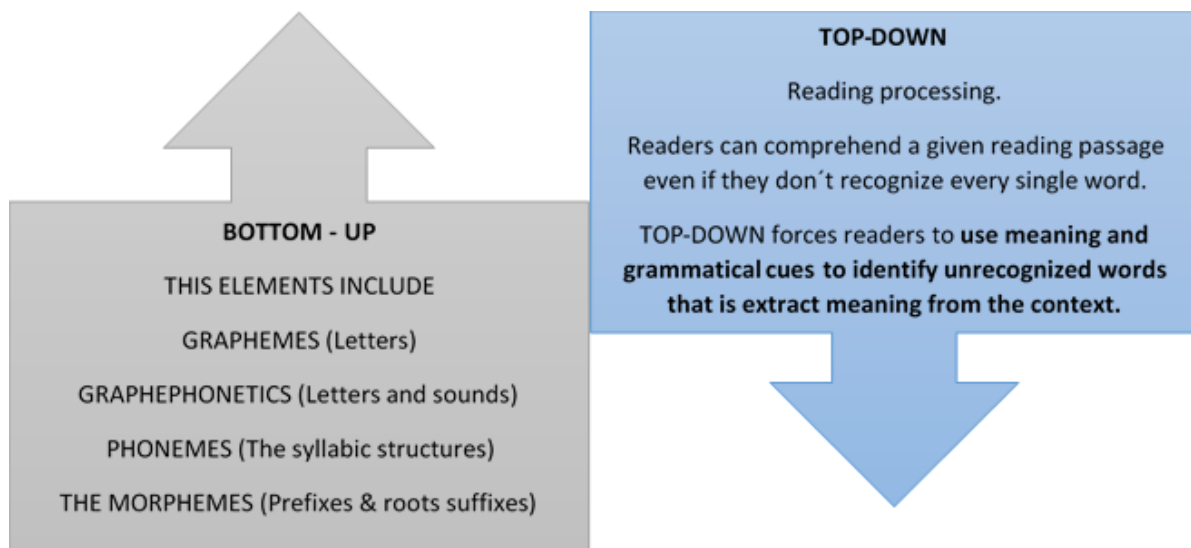 BOTTOM - UP
THIS ELEMENTS INCLUDE
GRAPHEMES (Letters)
GRAPHEPHONETICS (Letters and sounds)
PHONEMES (The syllabic structures)
THE MORPHEMES (Prefixes & roots suffixes)
TOP-DOWN
Reading processing.
Readers can comprehend a given reading passage
even if they don´t recognize every single word.
TOP-DOWN forces readers to use meaning and
grammatical cues to identify unrecognized words
that is extract meaning from the context.